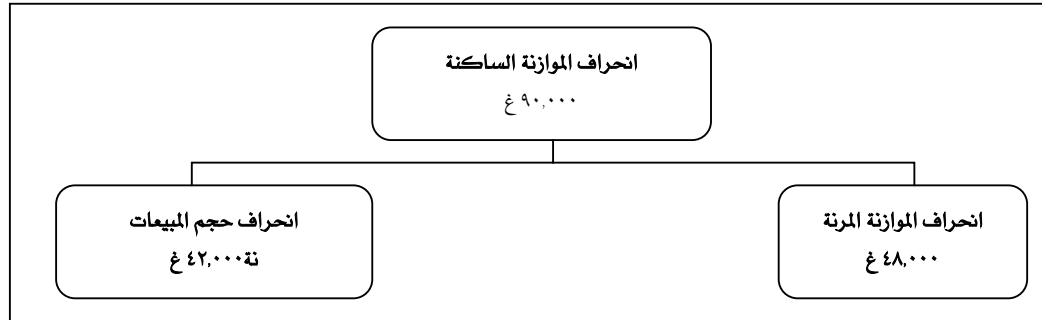 انحراف الموازنة الساكنة
٩٠,٠٠٠ غ
انحراف الموازنة المرنة
٤٨,٠٠٠ غ
انحراف حجم المبيعات
نة٤٢,٠٠٠ غ